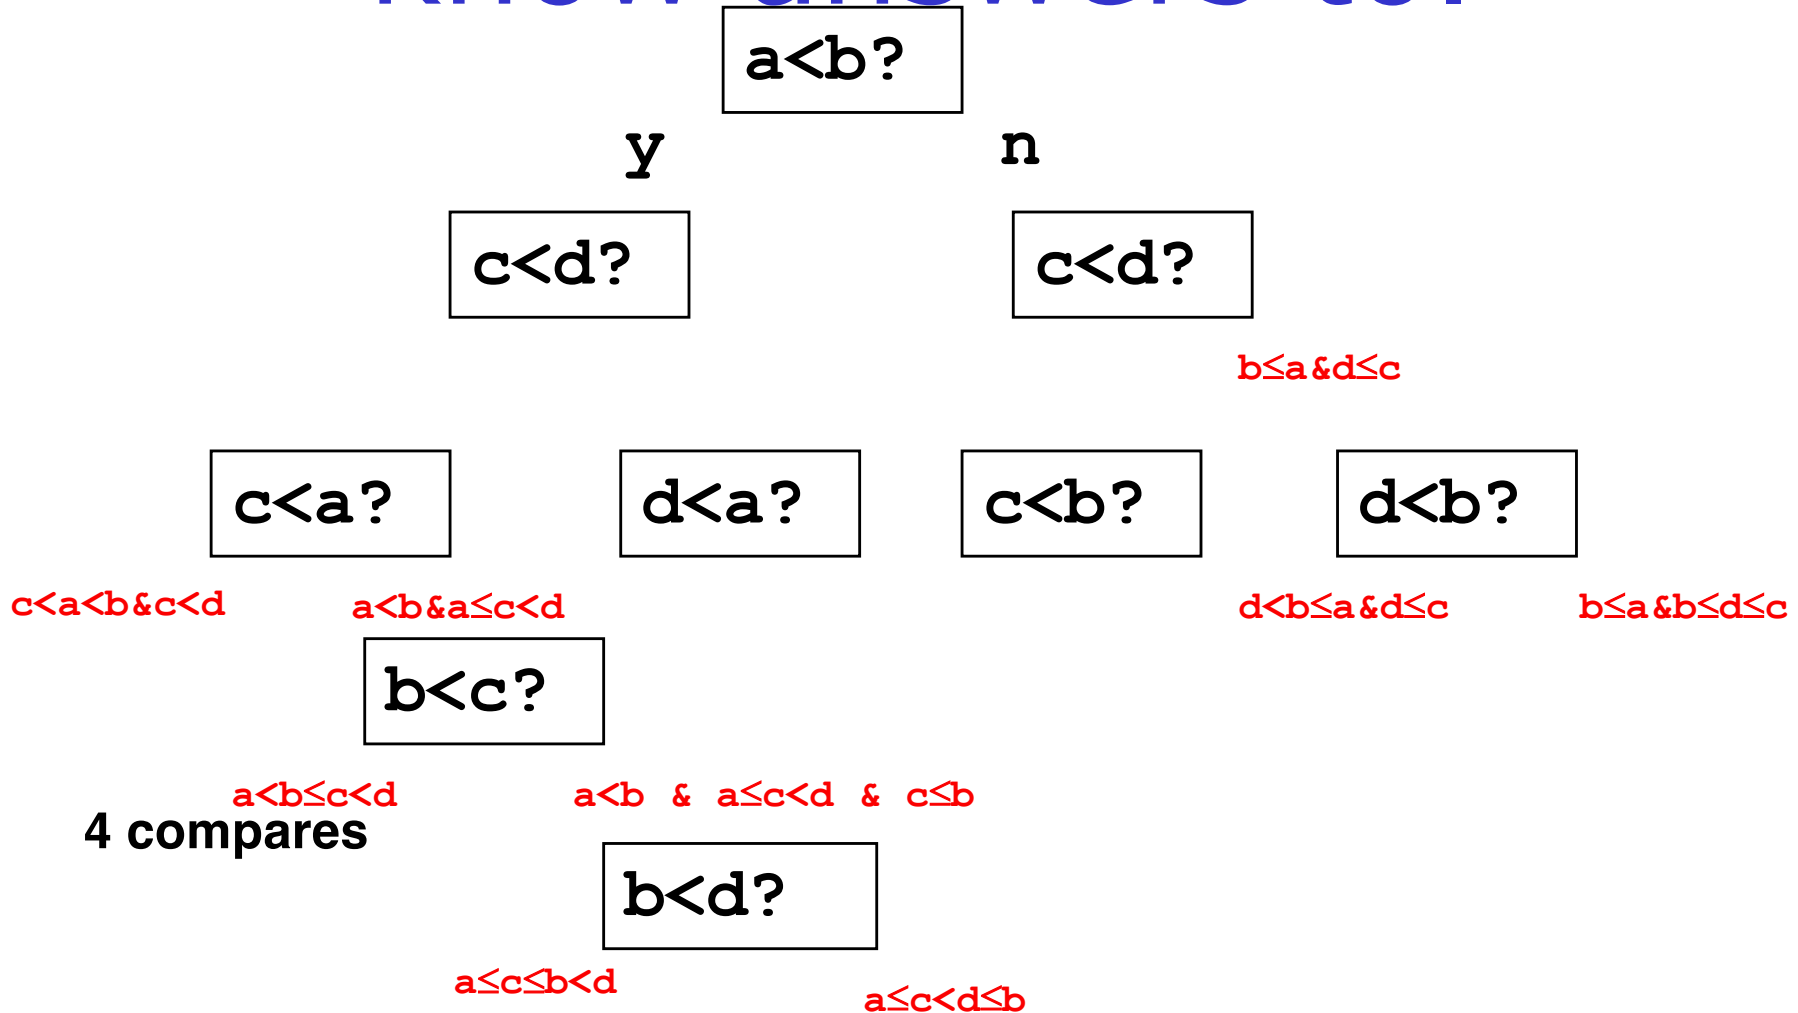 a<b?
y n
c<d? c<d?
b≤a&d≤c
c<a? d<a? c<b? d<b?
c<a<b&c<d a<b&a≤c<d d<b≤a&d≤c b≤a&b≤d≤c
b<c?
a<b≤c<d a<b & a≤c<d & c≤b
4 compares
b<d?
a≤c≤b<d a≤c<d≤b